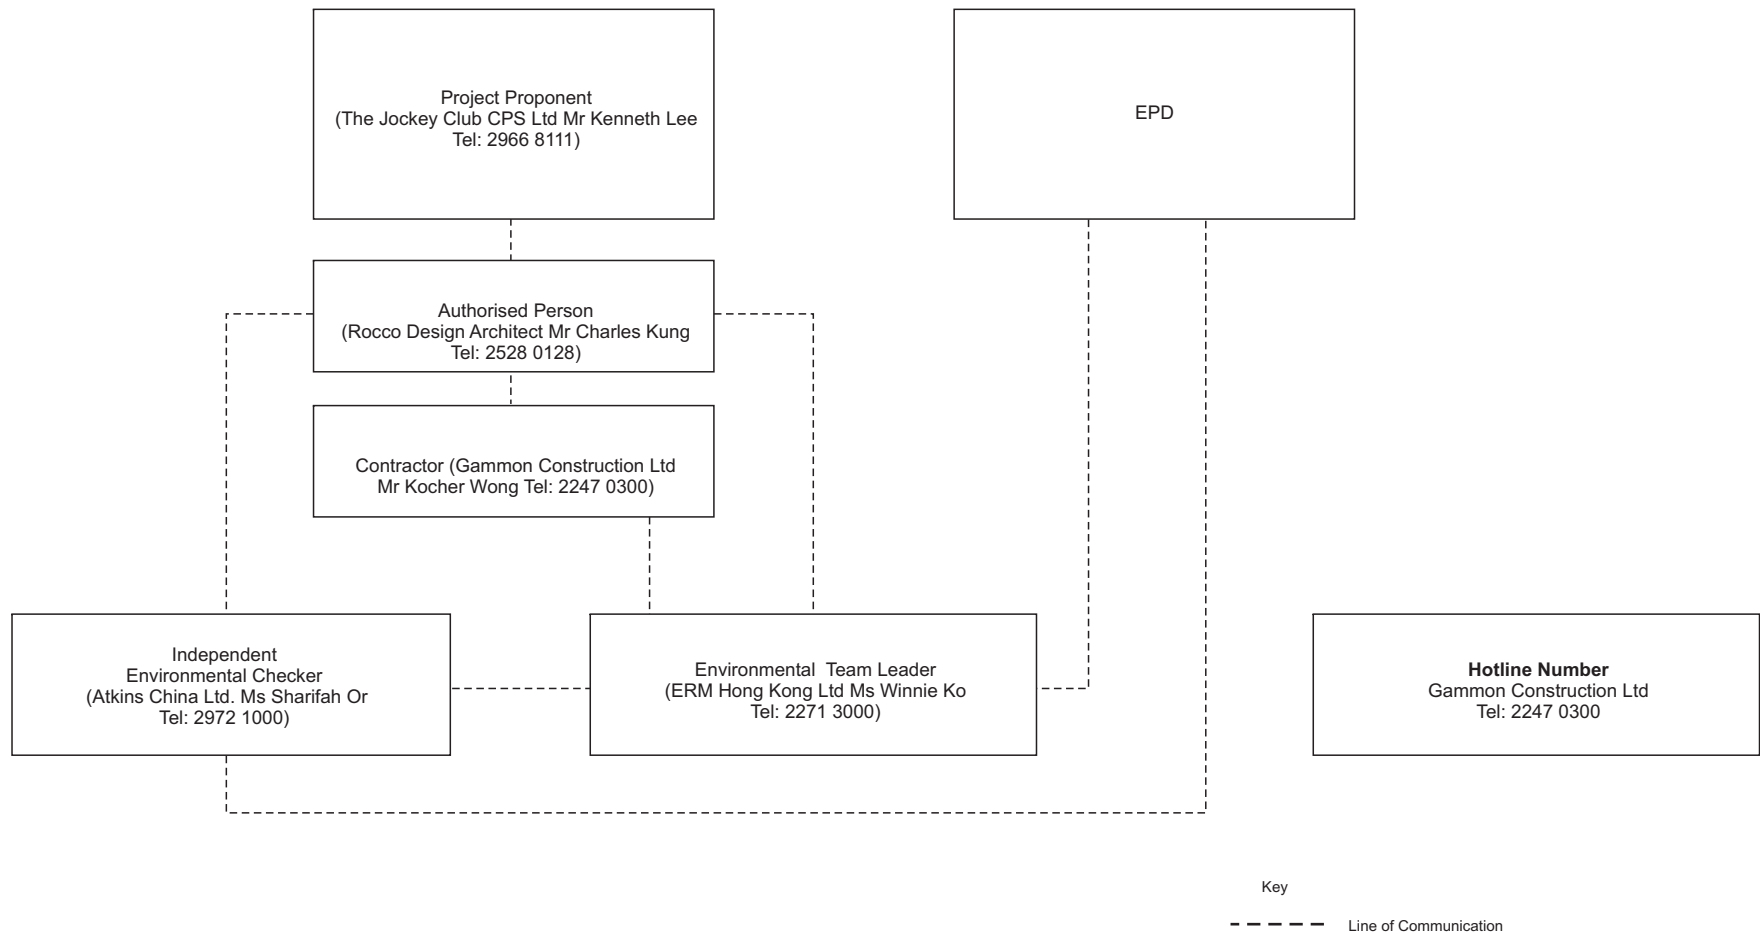 Project Proponent
(The Jockey Club CPS Ltd Mr Kenneth Lee
Tel: 2966 8111)
EPD
Authorised Person
(Rocco Design Architect Mr Charles Kung
Tel: 2528 0128)
Contractor (Gammon Construction Ltd
Mr Kocher Wong Tel: 2247 0300)
Independent
Environmental Checker
(Atkins China Ltd. Ms Sharifah Or
Tel: 2972 1000)
Environmental Team Leader
(ERM Hong Kong Ltd Ms Winnie Ko
Tel: 2271 3000)
Hotline Number
Gammon Construction Ltd
Tel: 2247 0300
Key
Line of Communication